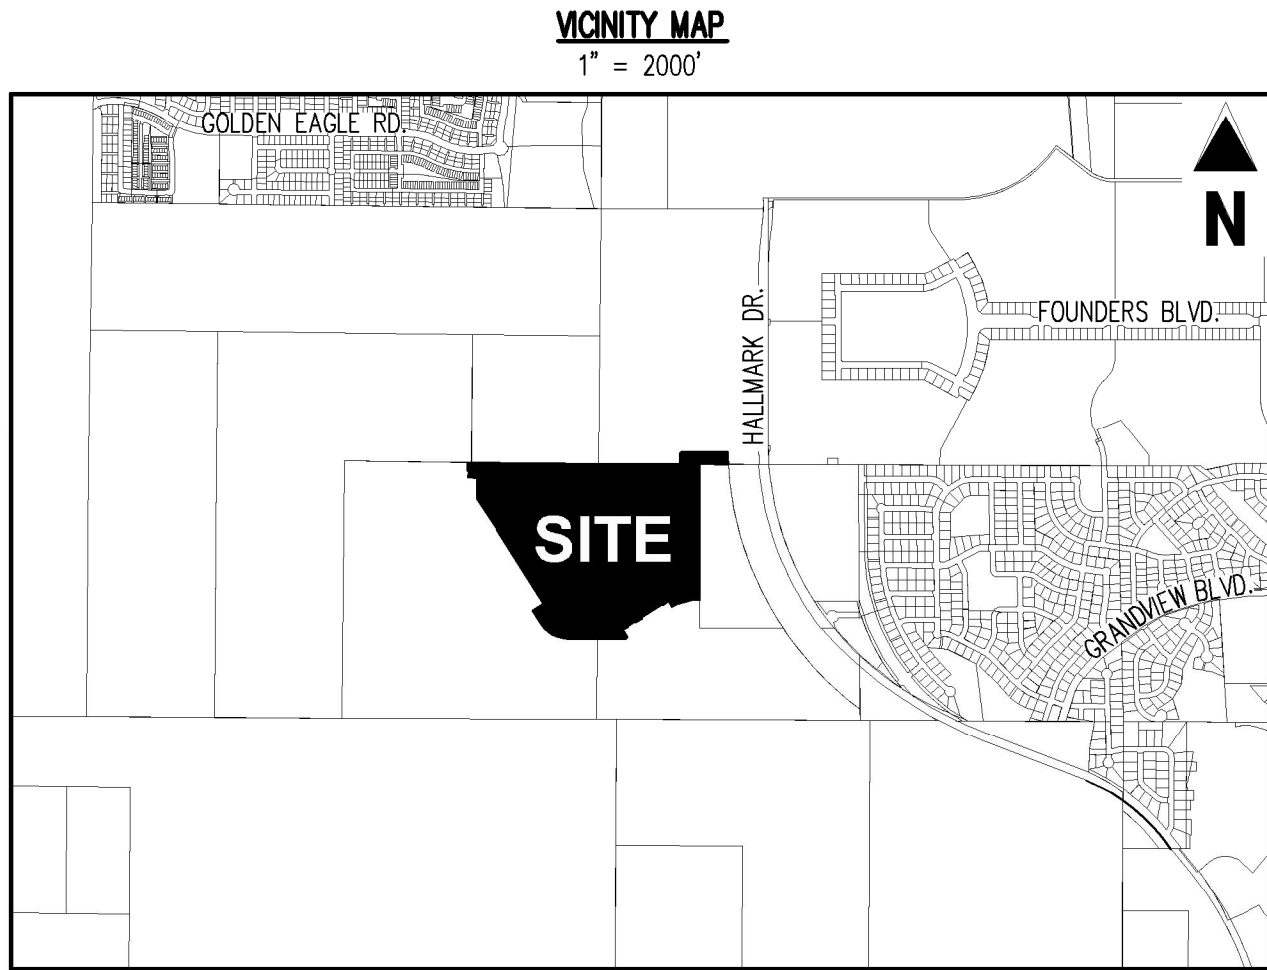 VICINITY MAP
1" = 2000'
GOLDEN EAGLE RD.
N
FOUNDERS BLVD.
HALLMARK DR.
SITE
GRANDVIEW BLVD.